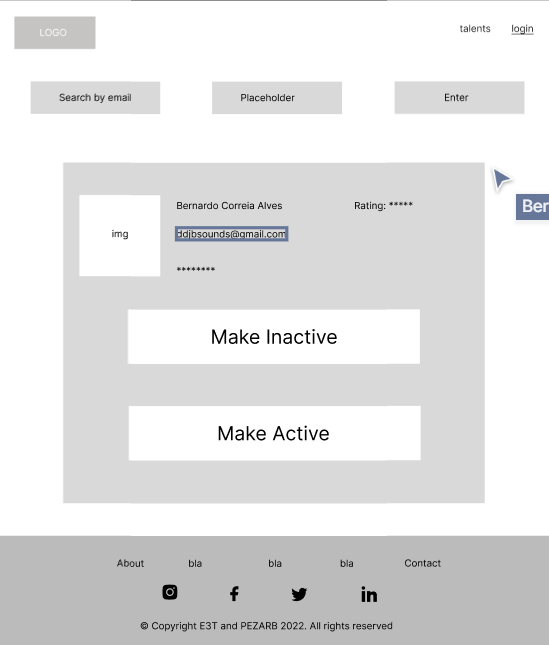 LOGO
talents
login
Search by email
Placeholder
Enter
Ber
Bernardo Correia Alves
Rating: *****
img
ddjbsounds@gmail.com
********
Make Inactive
Make Active
About
bla
bla
bla
Contact
© Copyright E3T and PEZARB 2022. All rights reserved